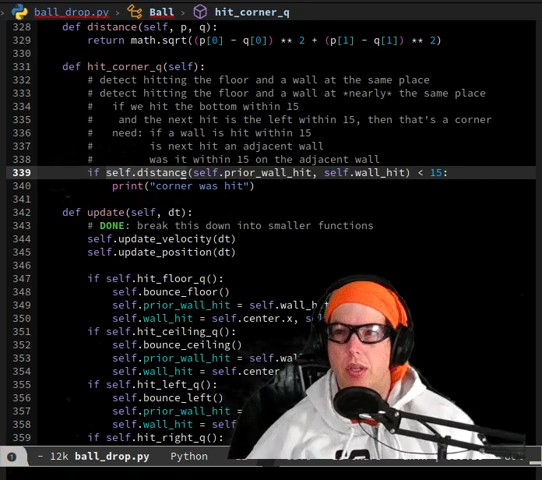 ball_drop.py › Ball › hit_corner_q
328 def distance(self, p, q):
329 return math.sqrt((p[0] - q[0]) ** 2 + (p[1] - q[1]) ** 2)
330
331 def hit_corner_q(self):
332 # detect hitting the floor and a wall at the same place
333 # detect hitting the floor and a wall at *nearly* the same place
334 # if we hit the bottom within 15
335 # and the next hit is the left within 15, then that's a corner
336 # need: if a wall is hit within 15
337 # is next hit an adjacent wall
338 # was it within 15 on the adjacent wall
339 if self.distance(self.prior_wall_hit, self.wall_hit) < 15:
340 print("corner was hit")
341
342 def update(self, dt):
343 # DONE: break this down into smaller functions
344 self.update_velocity(dt)
345 self.update_position(dt)
346
347 if self.hit_floor_q():
348 self.bounce_floor()
349 self.prior_wall_hit = self.wall_h
350 self.wall_hit = self.center.x,
351 if self.hit_ceiling_q():
352 self.bounce_ceiling()
353 self.prior_wall_hit = self.wal
354 self.wall_hit = self.center
355 if self.hit_left_q():
356 self.bounce_left()
357 self.prior_wall_hit =
358 self.wall_hit = self
359 if self.hit_right_q():
- 12k ball_drop.py Python